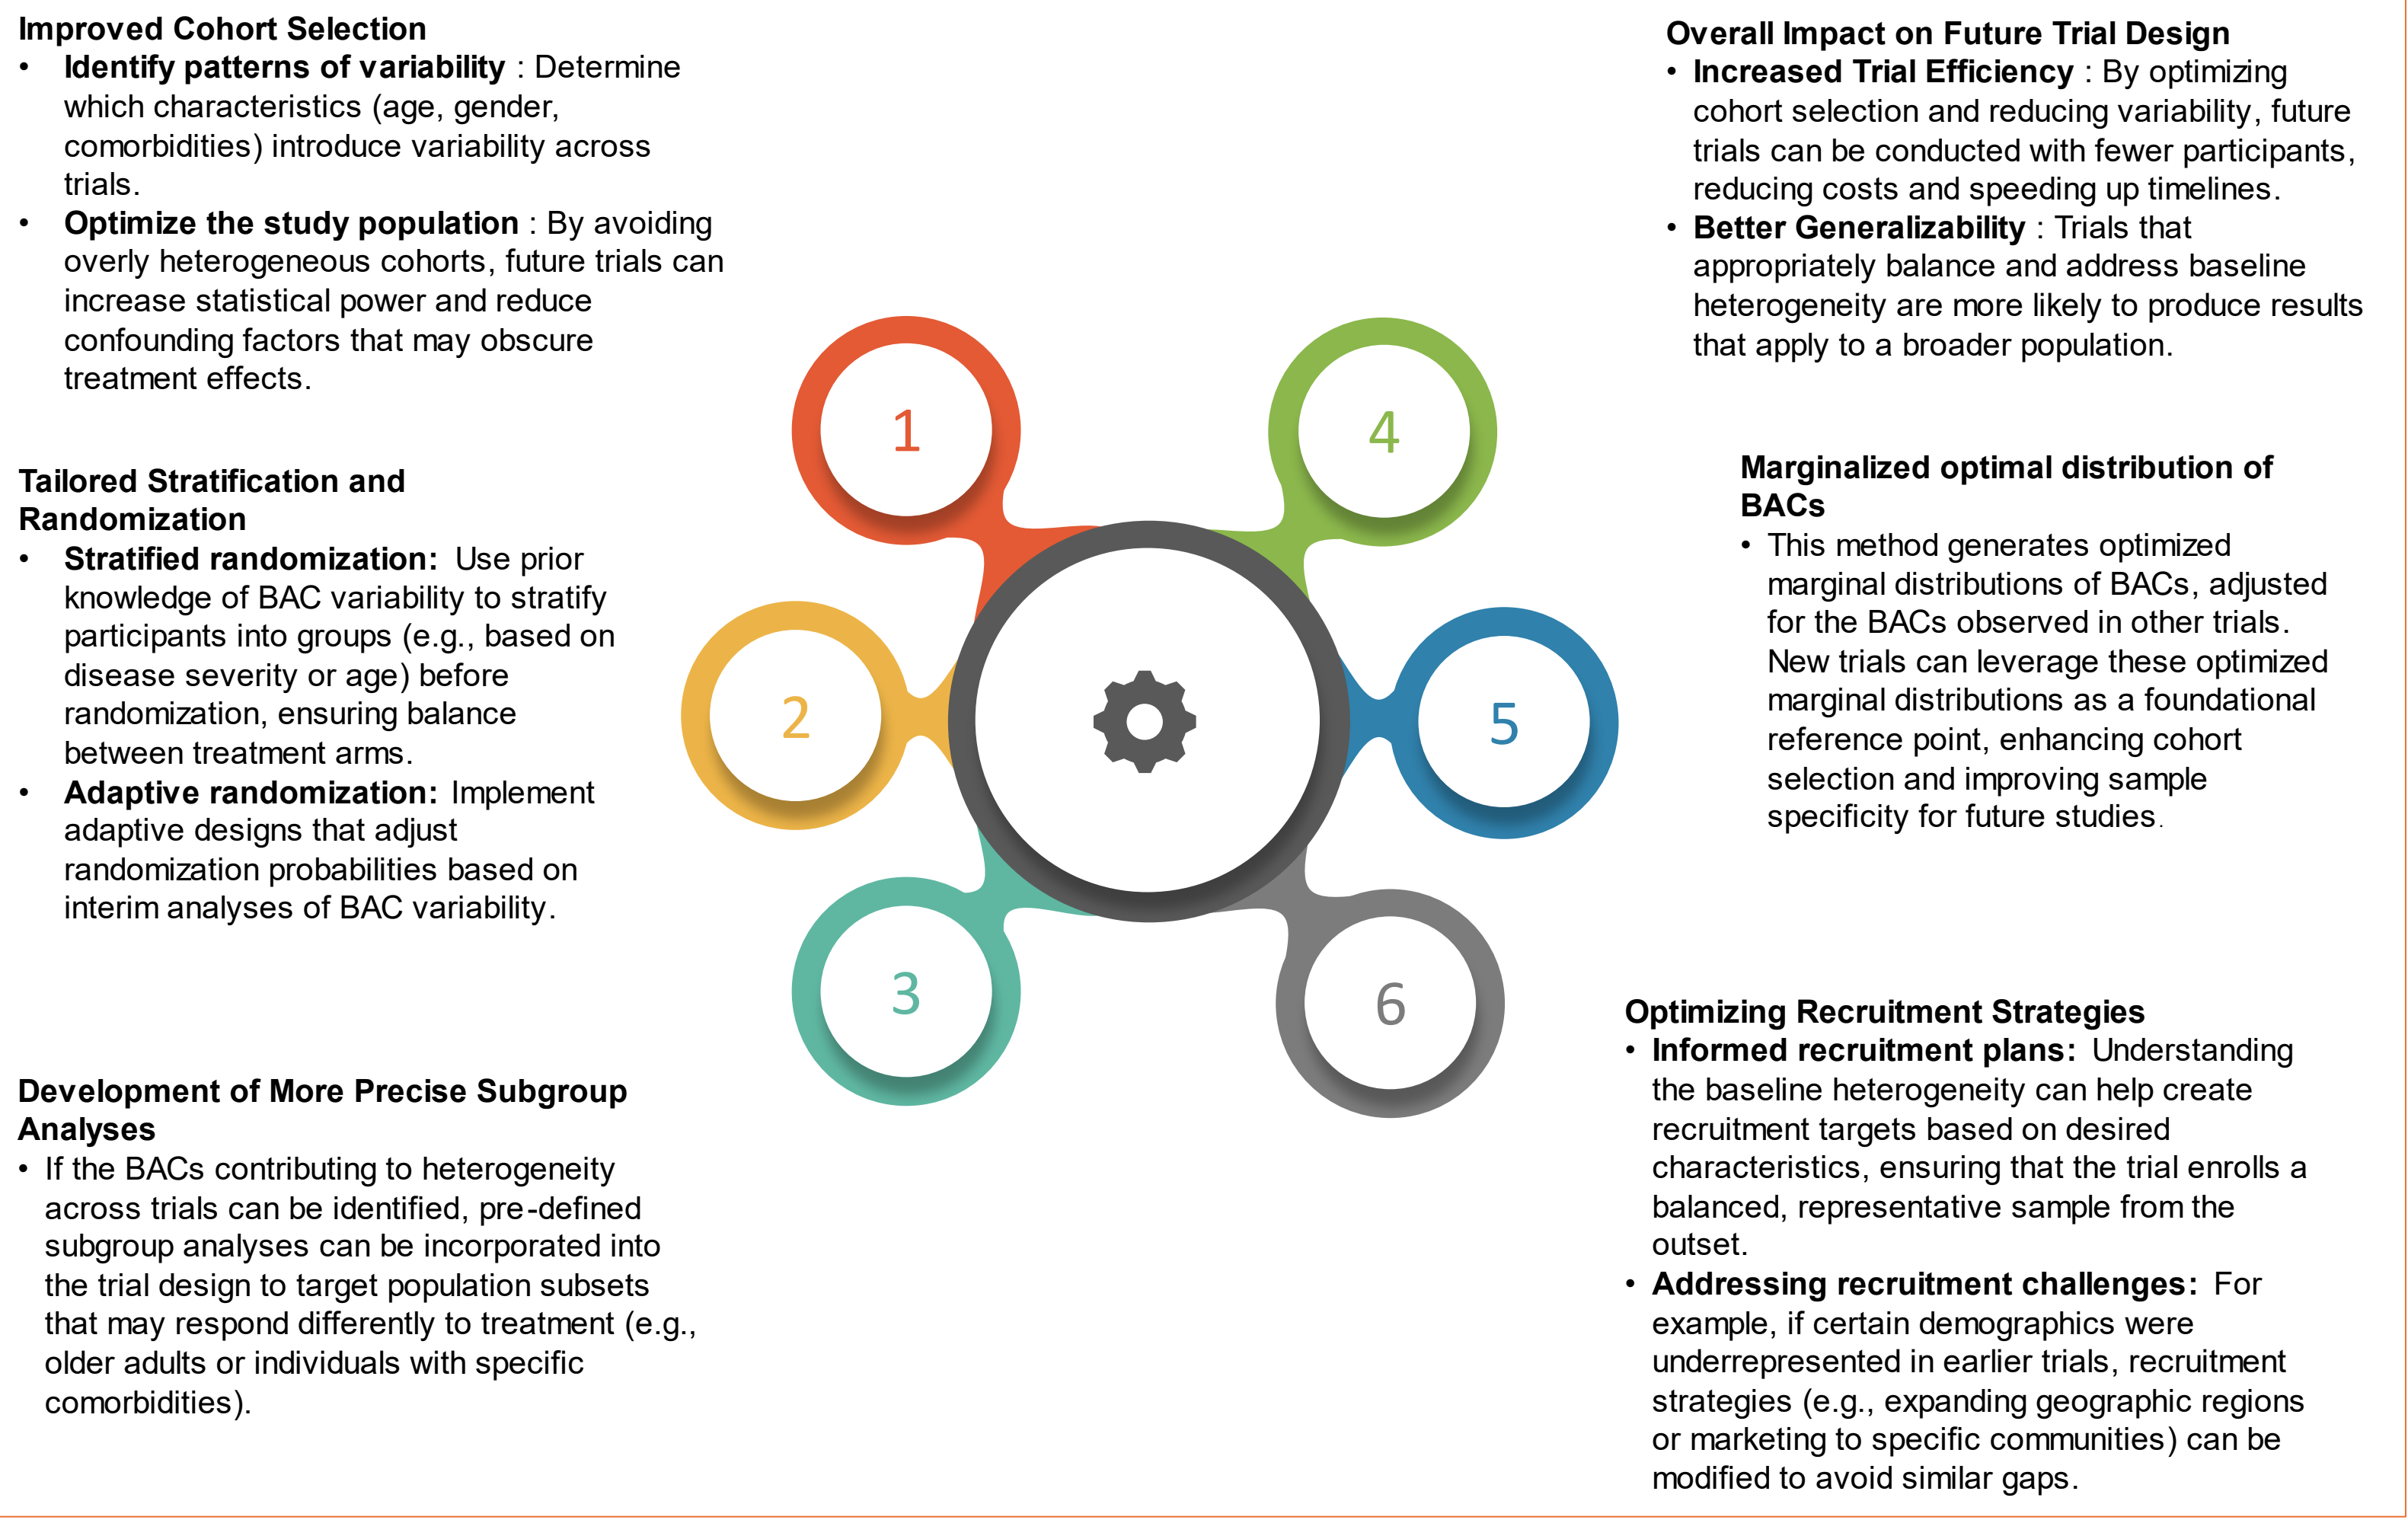 Improved Cohort Selection
• Identify patterns of variability : Determine
which characteristics (age, gender,
comorbidities) introduce variability across
trials.
• Optimize the study population : By avoiding
overly heterogeneous cohorts, future trials can
increase statistical power and reduce
confounding factors that may obscure
treatment effects.
Tailored Stratification and
Randomization
• Stratified randomization: Use prior
knowledge of BAC variability to stratify
participants into groups (e.g., based on
disease severity or age) before
randomization, ensuring balance
between treatment arms.
• Adaptive randomization: Implement
adaptive designs that adjust
randomization probabilities based on
interim analyses of BAC variability.
Development of More Precise Subgroup
Analyses
• If the BACs contributing to heterogeneity
across trials can be identified, pre-defined
subgroup analyses can be incorporated into
the trial design to target population subsets
that may respond differently to treatment (e.g.,
older adults or individuals with specific
comorbidities).
1
2
3
4
5
6
Overall Impact on Future Trial Design
• Increased Trial Efficiency : By optimizing
cohort selection and reducing variability, future
trials can be conducted with fewer participants,
reducing costs and speeding up timelines.
• Better Generalizability : Trials that
appropriately balance and address baseline
heterogeneity are more likely to produce results
that apply to a broader population.
Marginalized optimal distribution of
BACs
• This method generates optimized
marginal distributions of BACs, adjusted
for the BACs observed in other trials.
New trials can leverage these optimized
marginal distributions as a foundational
reference point, enhancing cohort
selection and improving sample
specificity for future studies.
Optimizing Recruitment Strategies
• Informed recruitment plans: Understanding
the baseline heterogeneity can help create
recruitment targets based on desired
characteristics, ensuring that the trial enrolls a
balanced, representative sample from the
outset.
• Addressing recruitment challenges: For
example, if certain demographics were
underrepresented in earlier trials, recruitment
strategies (e.g., expanding geographic regions
or marketing to specific communities) can be
modified to avoid similar gaps.